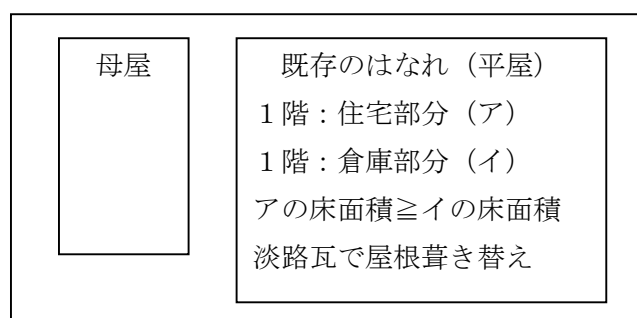 母屋
既存のはなれ（平屋）
１階：住宅部分（ア）
１階：倉庫部分（イ）
アの床面積≧イの床面積
淡路瓦で屋根葺き替え